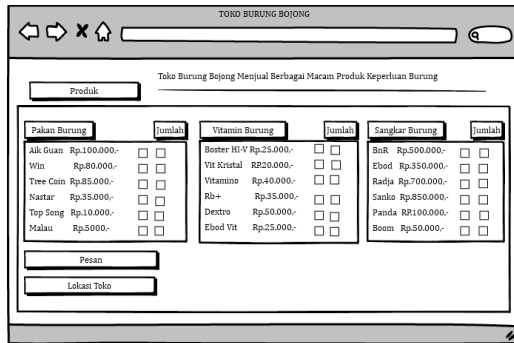 TOKO BURUNG BOJONG
Toko Burung Bojong Menjual Berbagai Macam Produk Keperluan Burung
Produk
Pakan Burung Jumlah
Aik Guan Rp.100.000,-
Win Rp.80.000,-
Tree Coin Rp.85.000,-
Nastar Rp.35.000,-
Top Song Rp.10.000,-
Malau Rp.5000,-
Vitamin Burung Jumlah
Boster HI-V Rp.25.000,-
Vit Kristal RP20.000,-
Vitamino Rp.40.000,-
Rb+ Rp.35.000,-
Dextro Rp.50.000,-
Ebod Vit Rp.25.000,-
Sangkar Burung Jumlah
BnR Rp.500.000,-
Ebod Rp.350.000,-
Radja Rp.700.000,-
Sanko Rp.850.000,-
Panda RP.100.000,-
Boom Rp.50.000,-
Pesan
Lokasi Toko